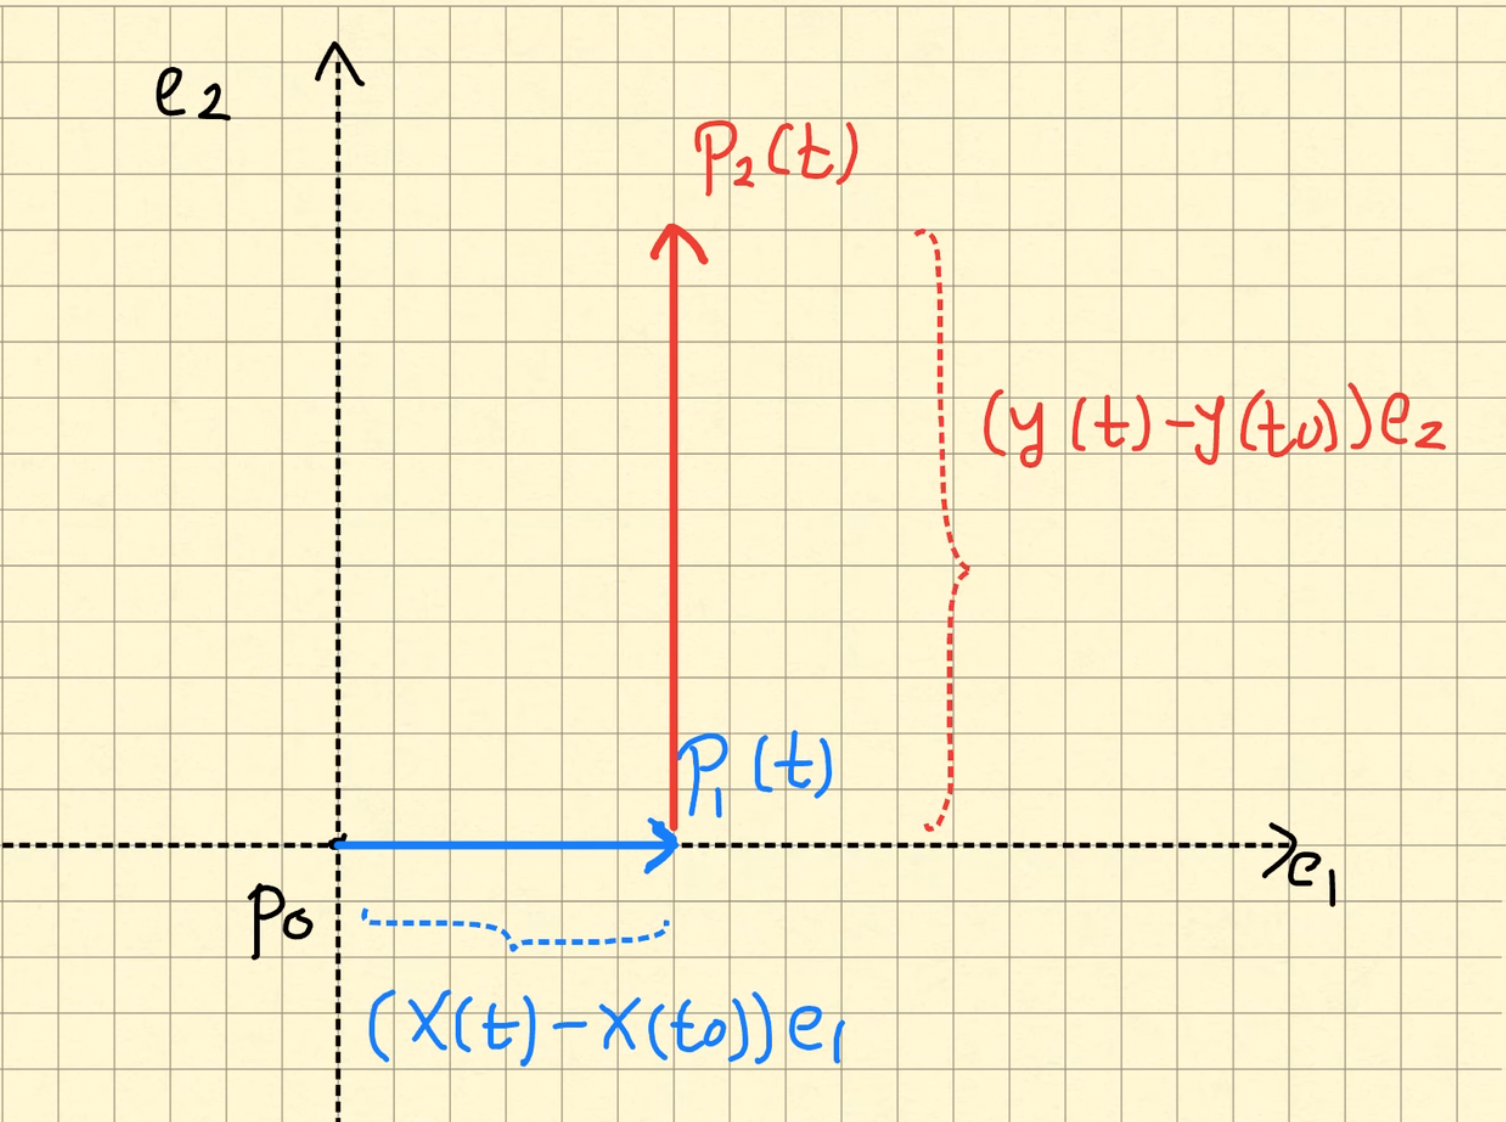 e₂
p₂(t)
(y(t)-y(t₀))e₂
p₁(t)
e₁
p₀
(x(t)-x(t₀))e₁